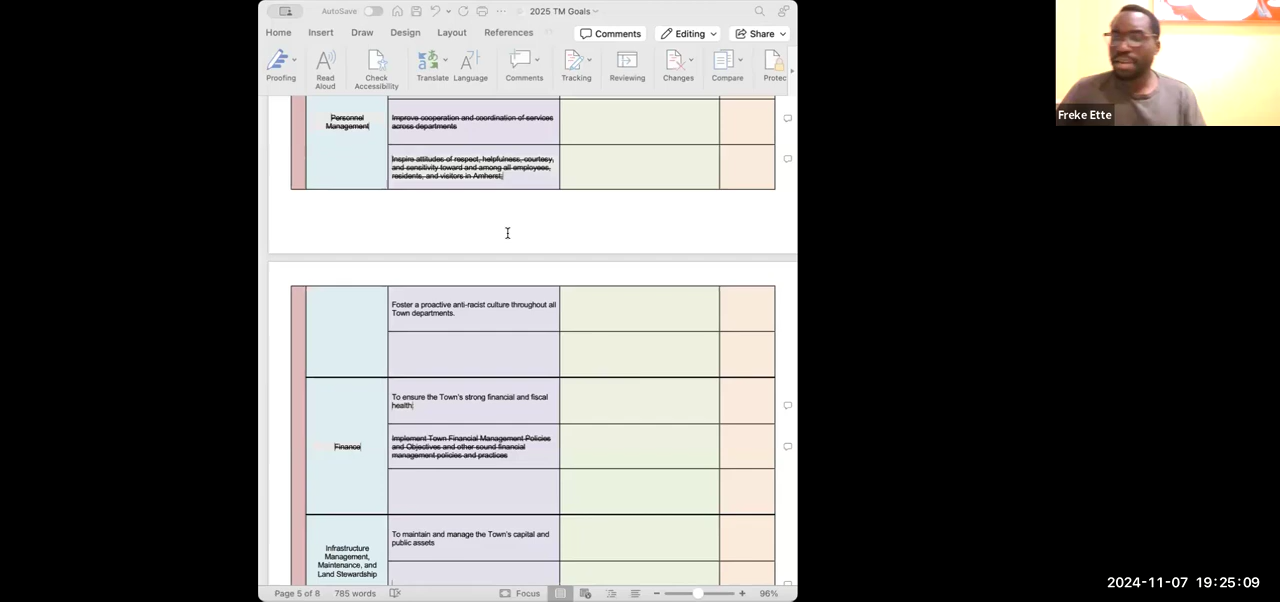 AutoSave
2025 TM Goals
Home Insert Draw Design Layout References
Comments Editing Share
Proofing
Read Aloud
Check Accessibility
Translate
Language
Comments
Tracking
Reviewing
Changes
Compare
Protec
Personnel
Management
Improve cooperation and coordination of services
across departments
Inspire attitudes of respect, helpfulness, courtesy,
and sensitivity toward and among all employees,
residents, and visitors in Amherst;
Foster a proactive anti-racist culture throughout all
Town departments.
To ensure the Town's strong financial and fiscal
health
Finance
Implement Town Financial Management Policies
and Objectives and other sound financial
management policies and practices
Infrastructure
Management,
Maintenance, and
Land Stewardship
To maintain and manage the Town's capital and
public assets
Page 5 of 8 785 words Focus 96%
Freke Ette
2024-11-07 19:25:09